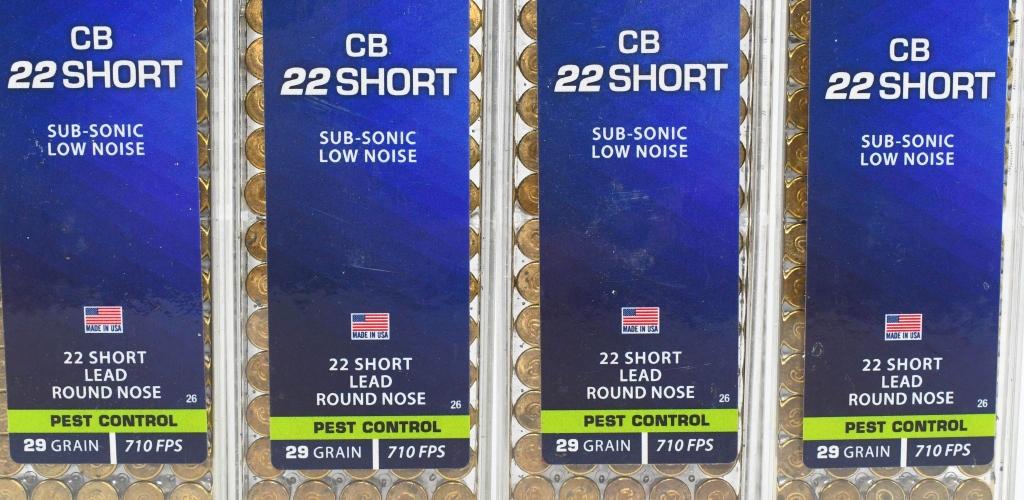 CB
22 SHORT
SUB-SONIC
LOW NOISE
MADE IN USA
22 SHORT
LEAD
ROUND NOSE
26
PEST CONTROL
29 GRAIN | 710 FPS
CB
22 SHORT
SUB-SONIC
LOW NOISE
MADE IN USA
22 SHORT
LEAD
ROUND NOSE
26
PEST CONTROL
29 GRAIN | 710 FPS
CB
22 SHORT
SUB-SONIC
LOW NOISE
MADE IN USA
22 SHORT
LEAD
ROUND NOSE
26
PEST CONTROL
29 GRAIN | 710 FPS
CB
22 SHORT
SUB-SONIC
LOW NOISE
MADE IN USA
22 SHORT
LEAD
ROUND NOSE
26
PEST CONTROL
29 GRAIN | 710 FPS